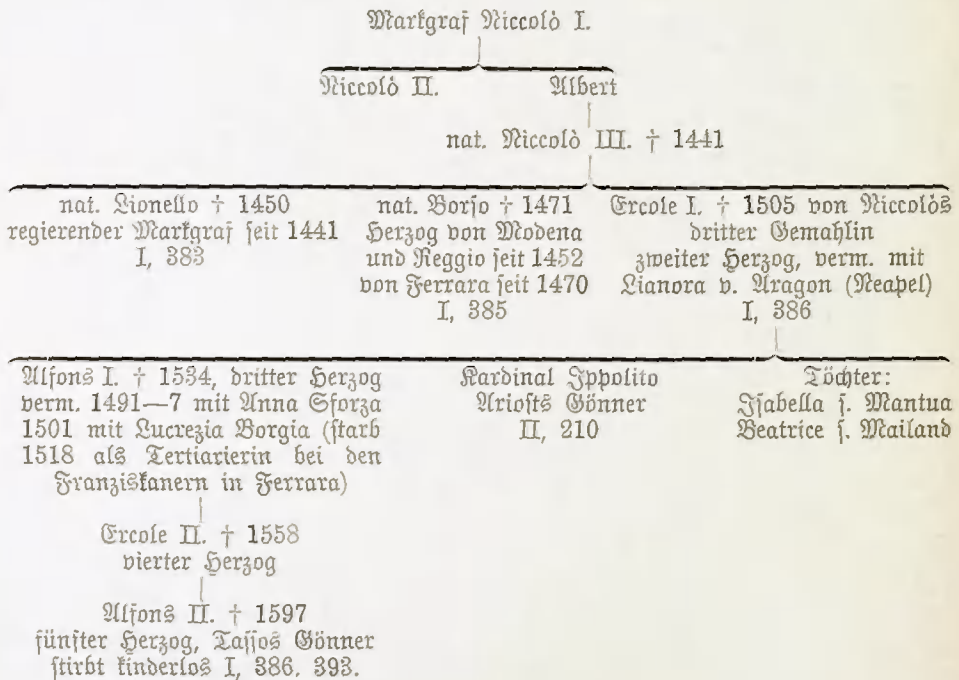 Markgraf Niccolò I.
Niccolò II. Albert
nat. Niccolò III. † 1441
nat. Lionello † 1450
regierender Markgraf seit 1441
I, 383
nat. Borso † 1471
Herzog von Modena
und Reggio seit 1452
von Ferrara seit 1470
I, 385
Ercole I. † 1505 von Niccolòs
dritter Gemahlin
zweiter Herzog, verm. mit
Lianora v. Aragon (Neapel)
I, 386
Alfons I. † 1534, dritter Herzog
verm. 1491—7 mit Anna Sforza
1501 mit Lucrezia Borgia (starb
1518 als Tertiarierin bei den
Franziskanern in Ferrara)
Kardinal Ippolito
Ariosts Gönner
II, 210
Töchter:
Isabella s. Mantua
Beatrice s. Mailand
Ercole II. † 1558
vierter Herzog
Alfons II. † 1597
fünfter Herzog, Tassos Gönner
stirbt kinderlos I, 386. 393.